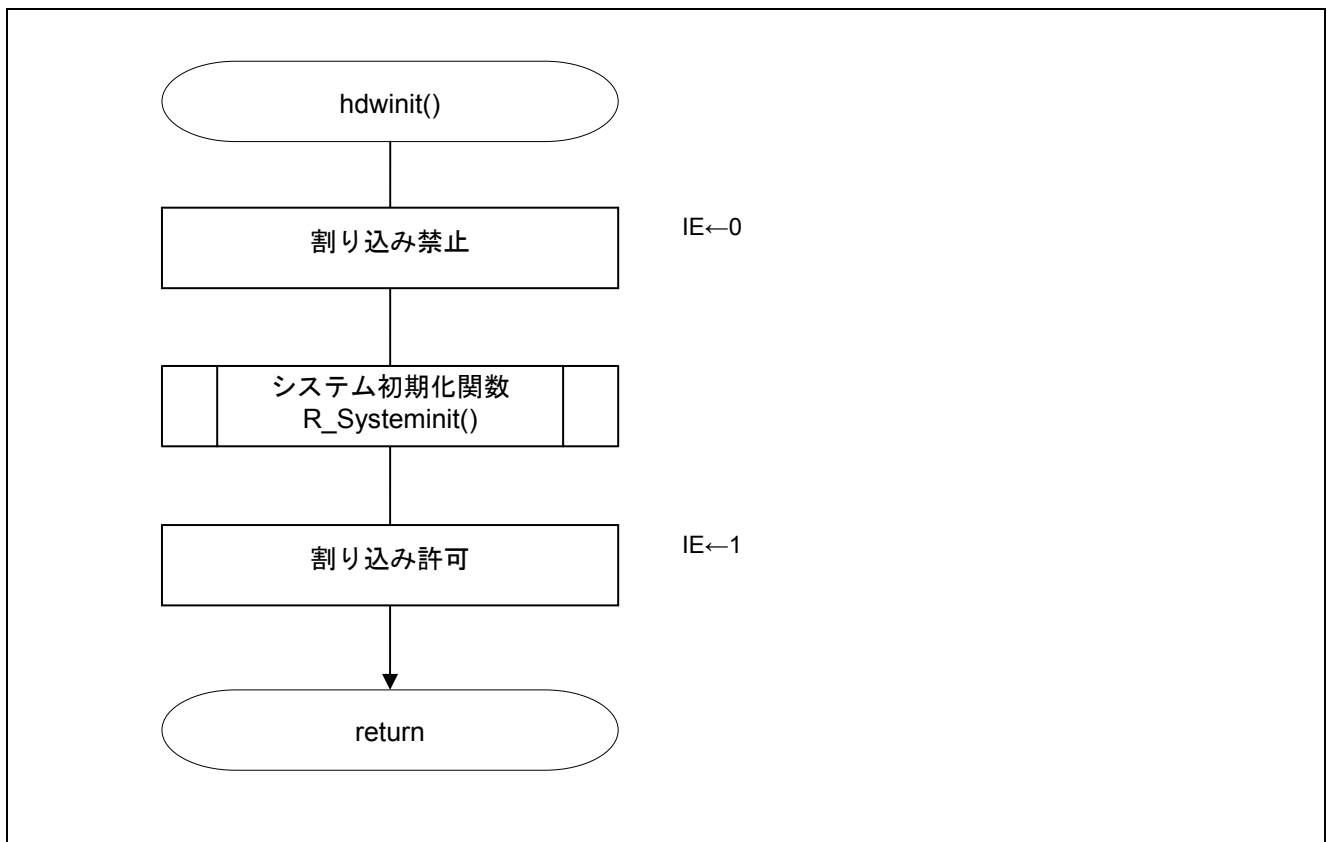 hdwinit()
割り込み禁止
IE←0
システム初期化関数
R_Systeminit()
割り込み許可
IE←1
return